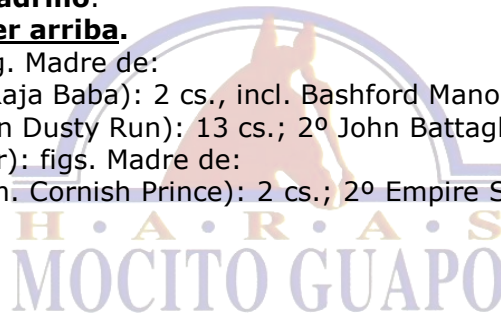 adrino:
er arriba.
g. Madre de:
aja Baba): 2 cs., incl. Bashford Mano
n Dusty Run): 13 cs.; 2º John Battagl
r): figs. Madre de:
n. Cornish Prince): 2 cs.; 2º Empire S
H • A • R • A • S
MOCITO GUAPO